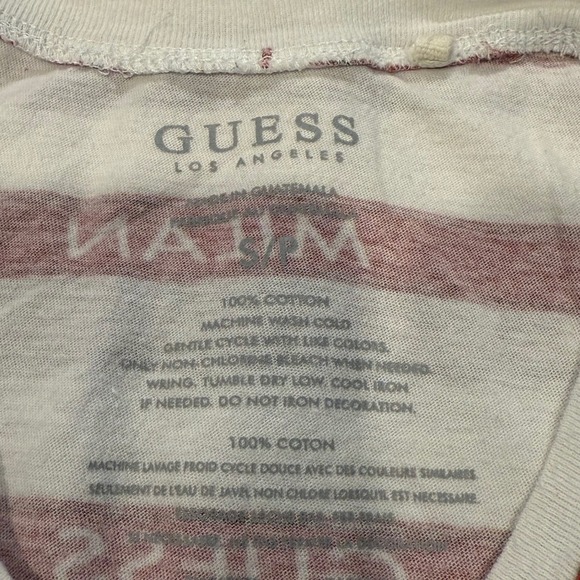 GUESS
LOS ANGELES
MADE IN GUATEMALA
MILAN
S/P
100% COTTON
MACHINE WASH COLD
GENTLE CYCLE WITH LIKE COLORS.
ONLY NON-CHLORINE BLEACH WHEN NEEDED.
WRING. TUMBLE DRY LOW. COOL IRON
IF NEEDED. DO NOT IRON DECORATION.
100% COTON
MACHINE LAVAGE FROID CYCLE DOUCE AVEC DES COULEURS SIMILAIRES.
SEULEMENT DE L'EAU DE JAVEL NON CHLORE LORSQU'IL EST NECESSAIRE.
GUESS